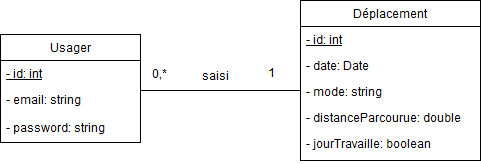 Usager
- id: int
- email: string
- password: string
0,* saisi 1
Déplacement
- id: int
- date: Date
- mode: string
- distanceParcourue: double
- jourTravaille: boolean